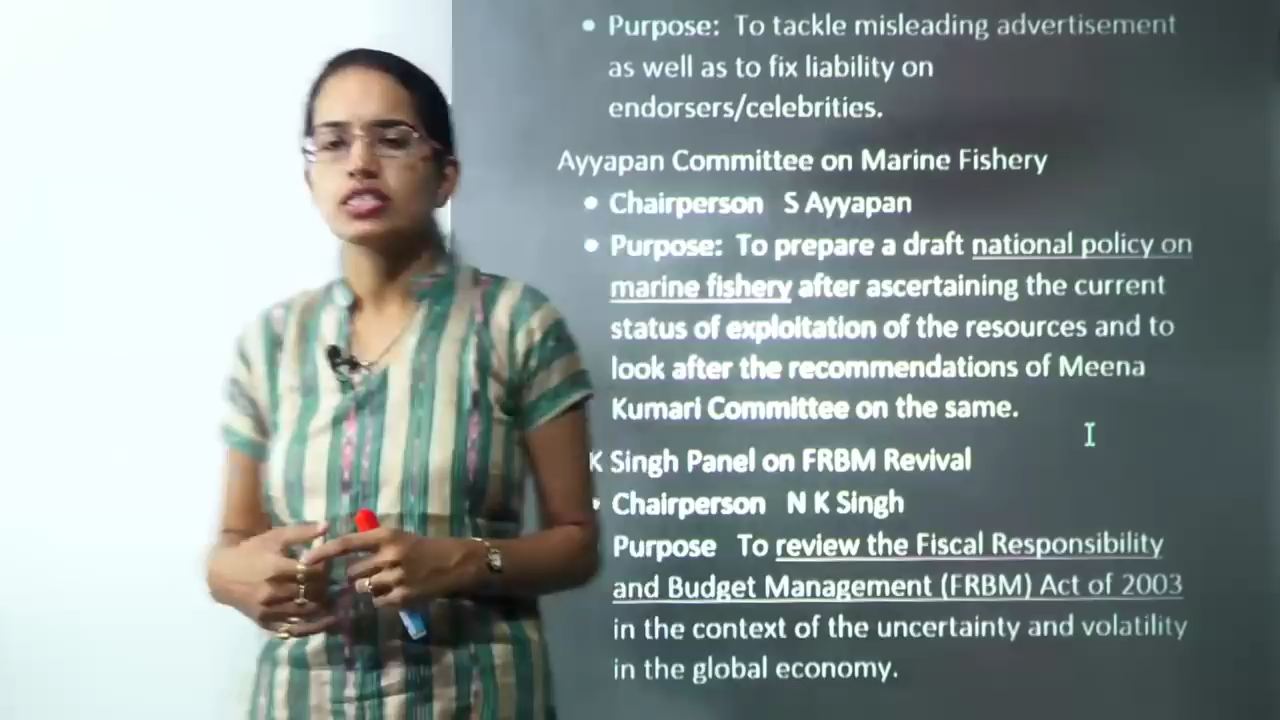 • Purpose: To tackle misleading advertisement
as well as to fix liability on
endorsers/celebrities.
Ayyapan Committee on Marine Fishery
• Chairperson S Ayyapan
• Purpose: To prepare a draft national policy on
marine fishery after ascertaining the current
status of exploitation of the resources and to
look after the recommendations of Meena
Kumari Committee on the same.
K Singh Panel on FRBM Revival
• Chairperson N K Singh
Purpose To review the Fiscal Responsibility
and Budget Management (FRBM) Act of 2003
in the context of the uncertainty and volatility
in the global economy.